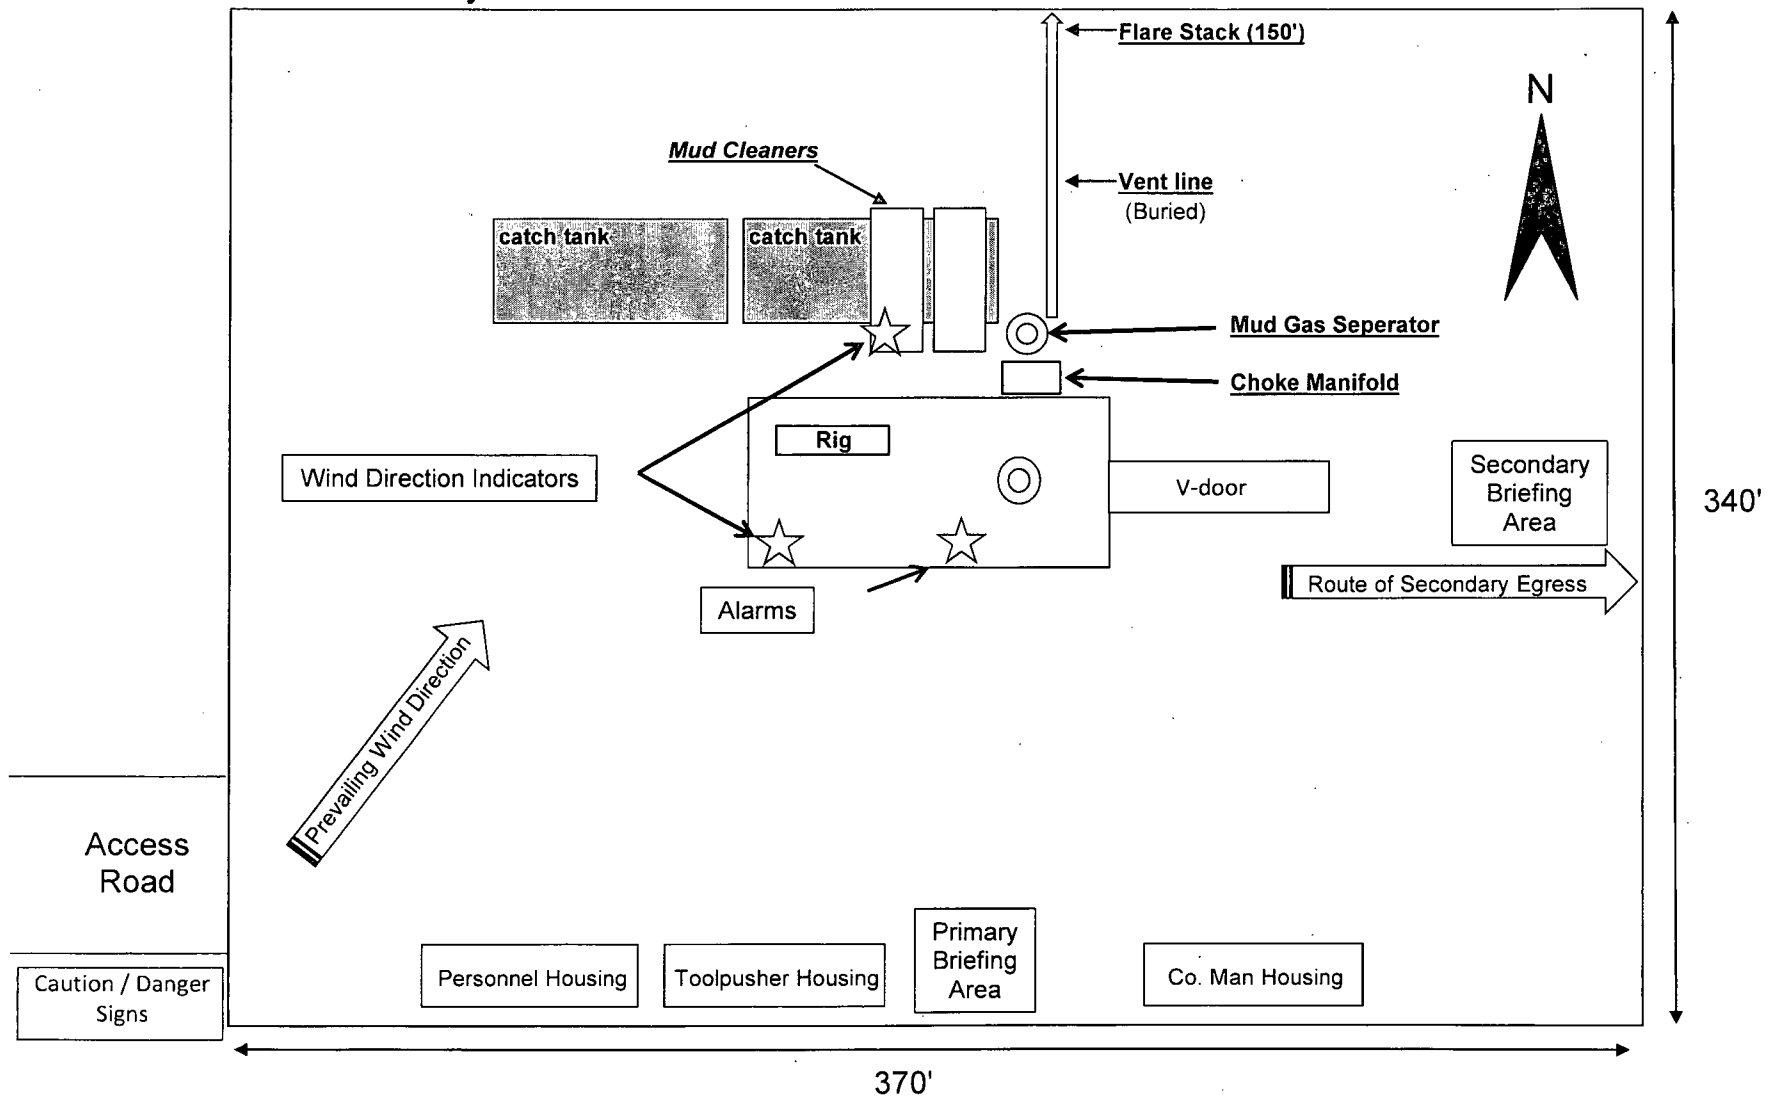 Flare Stack (150')
N
Mud Cleaners
Vent line
(Buried)
catch tank
catch tank
Mud Gas Seperator
Choke Manifold
Rig
Wind Direction Indicators
V-door
Secondary
Briefing
Area
340'
Route of Secondary Egress
Alarms
Prevailing Wind Direction
Access
Road
Primary
Briefing
Area
Personnel Housing
Toolpusher Housing
Co. Man Housing
Caution / Danger
Signs
370'